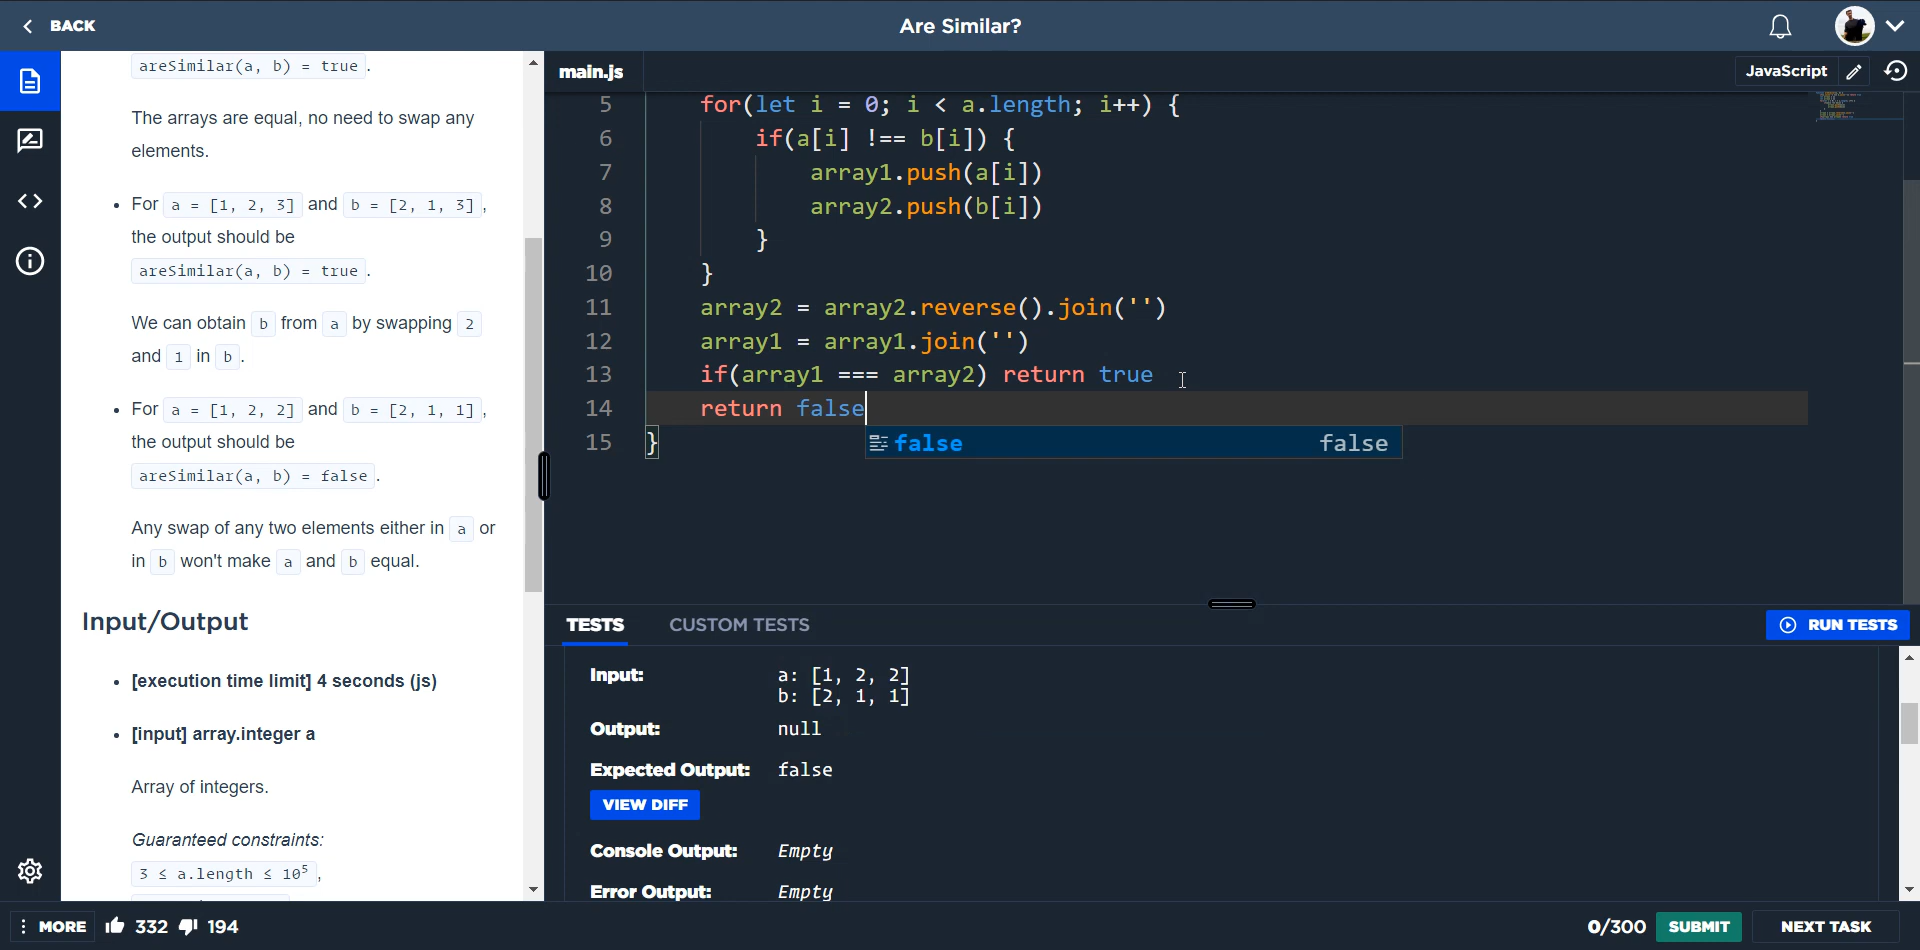 BACK
Are Similar?
areSimilar(a, b) = true.
The arrays are equal, no need to swap any
elements.
For a = [1, 2, 3] and b = [2, 1, 3],
the output should be
areSimilar(a, b) = true.
We can obtain b from a by swapping 2
and 1 in b.
For a = [1, 2, 2] and b = [2, 1, 1],
the output should be
areSimilar(a, b) = false.
Any swap of any two elements either in a or
in b won't make a and b equal.
Input/Output
[execution time limit] 4 seconds (js)
[input] array.integer a
Array of integers.
Guaranteed constraints:
3 ≤ a.length ≤ 10⁵,
main.js
JavaScript
5 for(let i = 0; i < a.length; i++) {
6 if(a[i] !== b[i]) {
7 array1.push(a[i])
8 array2.push(b[i])
9 }
10 }
11 array2 = array2.reverse().join('')
12 array1 = array1.join('')
13 if(array1 === array2) return true
14 return false
15 }
false false
TESTS CUSTOM TESTS
RUN TESTS
Input: a: [1, 2, 2]
b: [2, 1, 1]
Output: null
Expected Output: false
VIEW DIFF
Console Output: Empty
Error Output: Empty
MORE 332 194
0/300 SUBMIT NEXT TASK